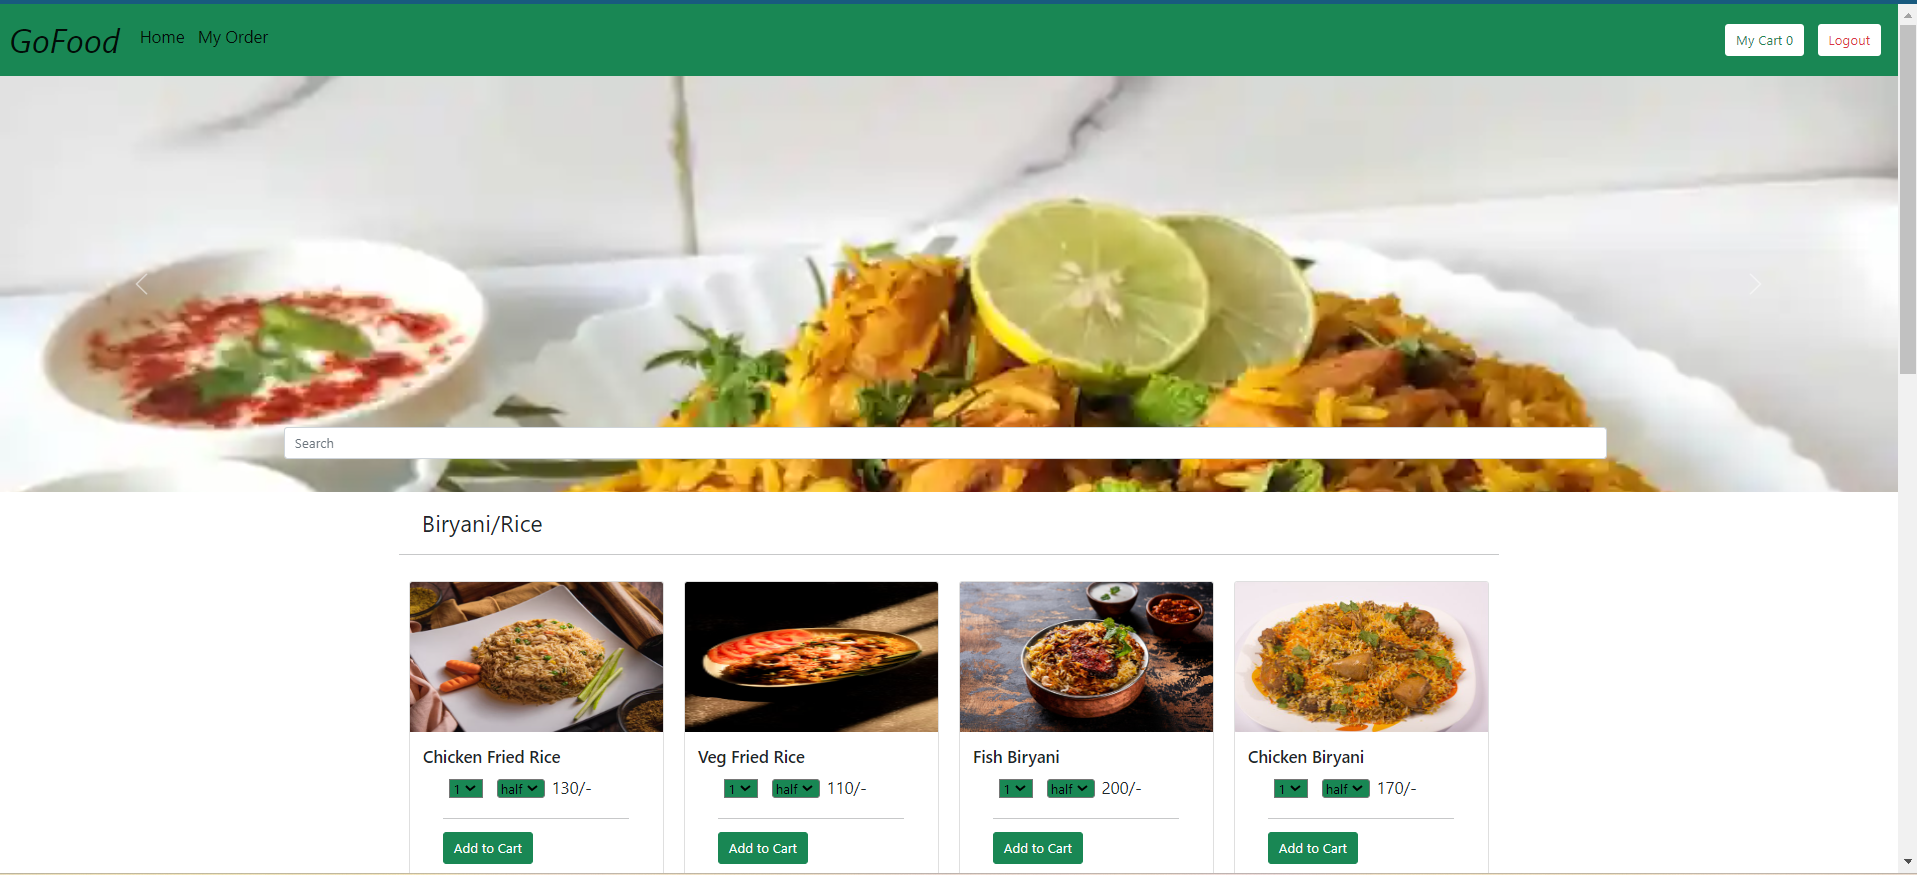 GoFood Home My Order My Cart 0 Logout
Search
Biryani/Rice
Chicken Fried Rice
1 half 130/-
Add to Cart
Veg Fried Rice
1 half 110/-
Add to Cart
Fish Biryani
1 half 200/-
Add to Cart
Chicken Biryani
1 half 170/-
Add to Cart